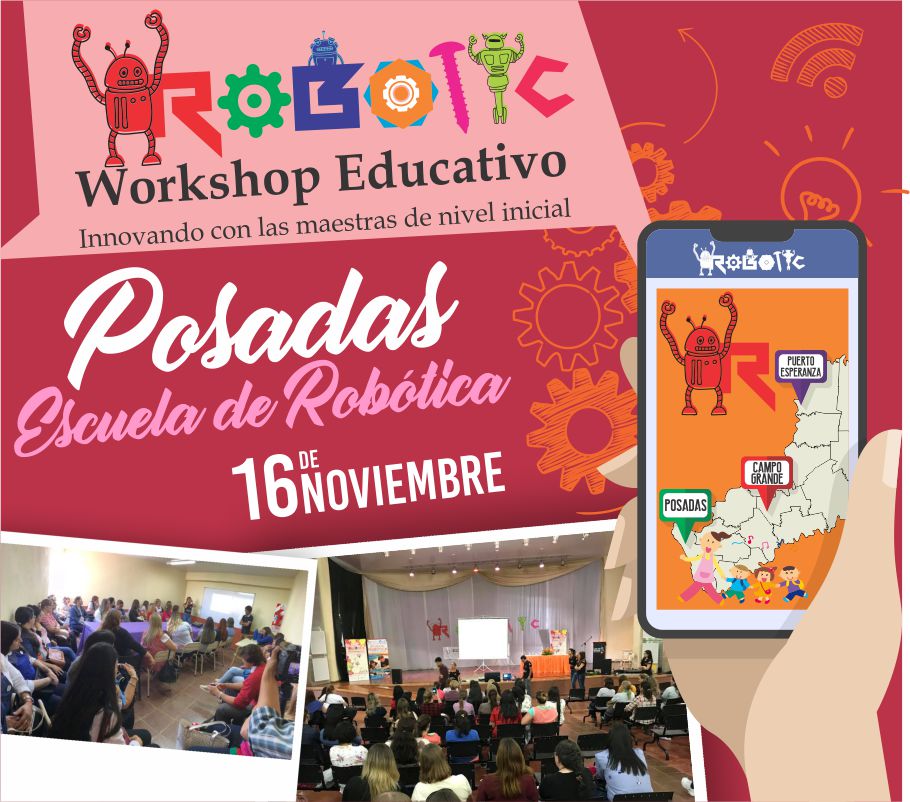 ROBOTIC
Workshop Educativo
Innovando con las maestras de nivel inicial
Posadas
Escuela de Robótica
16 DE NOVIEMBRE
ROBOTIC
R
PUERTO
ESPERANZA
CAMPO
GRANDE
POSADAS